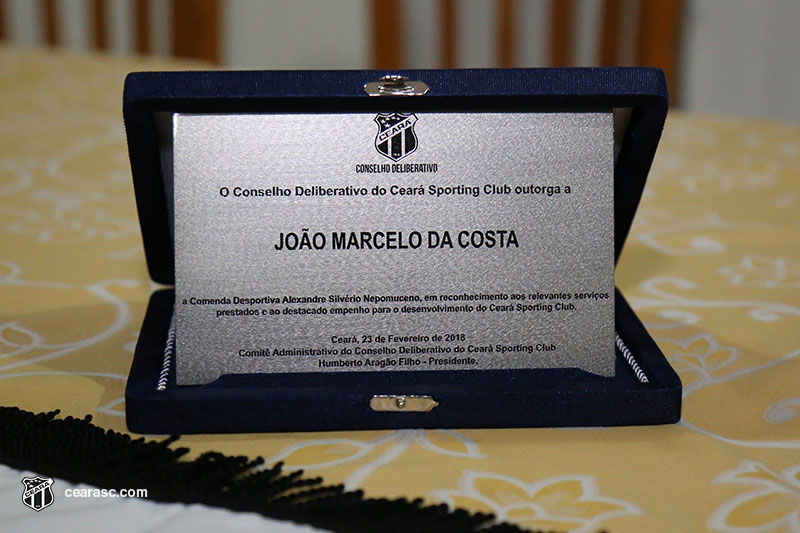 CEARÁ
CONSELHO DELIBERATIVO
O Conselho Deliberativo do Ceará Sporting Club outorga a
JOÃO MARCELO DA COSTA
a Comenda Desportiva Alexandre Silvério Nepomuceno, em reconhecimento aos relevantes serviços
prestados e ao destacado empenho para o desenvolvimento do Ceará Sporting Club.
Ceará, 23 de Fevereiro de 2018
Comitê Administrativo do Conselho Deliberativo do Ceará Sporting Club
Humberto Aragão Filho - Presidente.
CEARÁ
cearasc.com